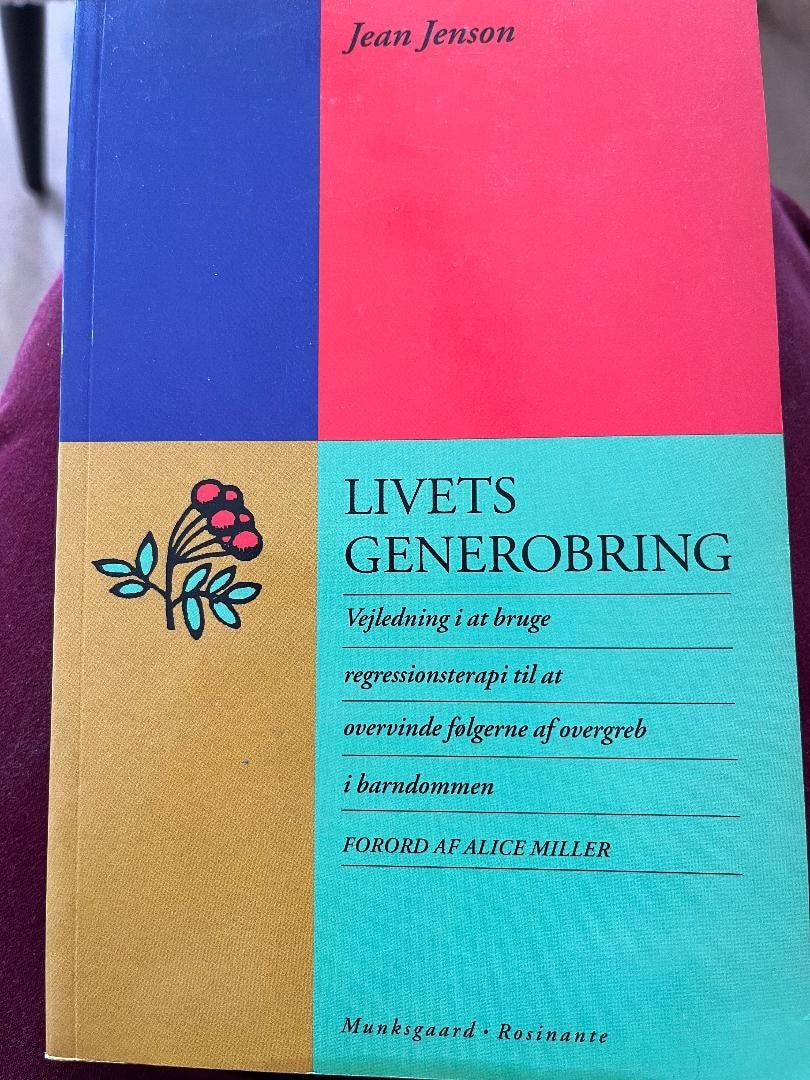 Jean Jenson
LIVETS
GENEROBRING
Vejledning i at bruge
regressionsterapi til at
overvinde følgerne af overgreb
i barndommen
FORORD AF ALICE MILLER
Munksgaard · Rosinante